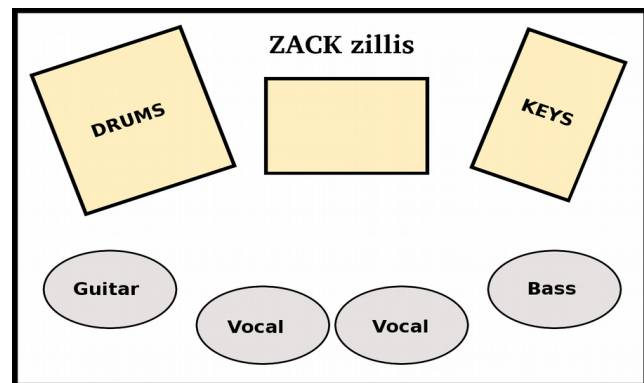 ZACK zillis
DRUMS
KEYS
Guitar
Bass
Vocal
Vocal